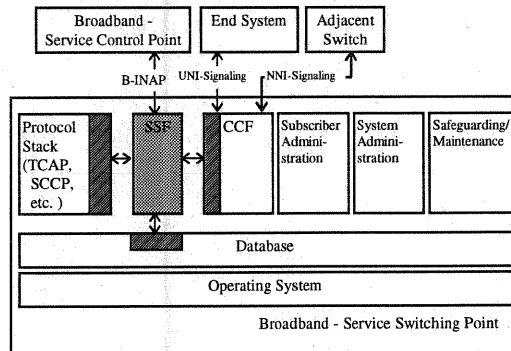 Broadband -
Service Control Point
End System
Adjacent
Switch
B-INAP
UNI-Signaling
NNI-Signaling
Protocol
Stack
(TCAP,
SCCP,
etc. )
SSF
CCF
Subscriber
Admini-
stration
System
Admini-
stration
Safeguarding/
Maintenance
Database
Operating System
Broadband - Service Switching Point